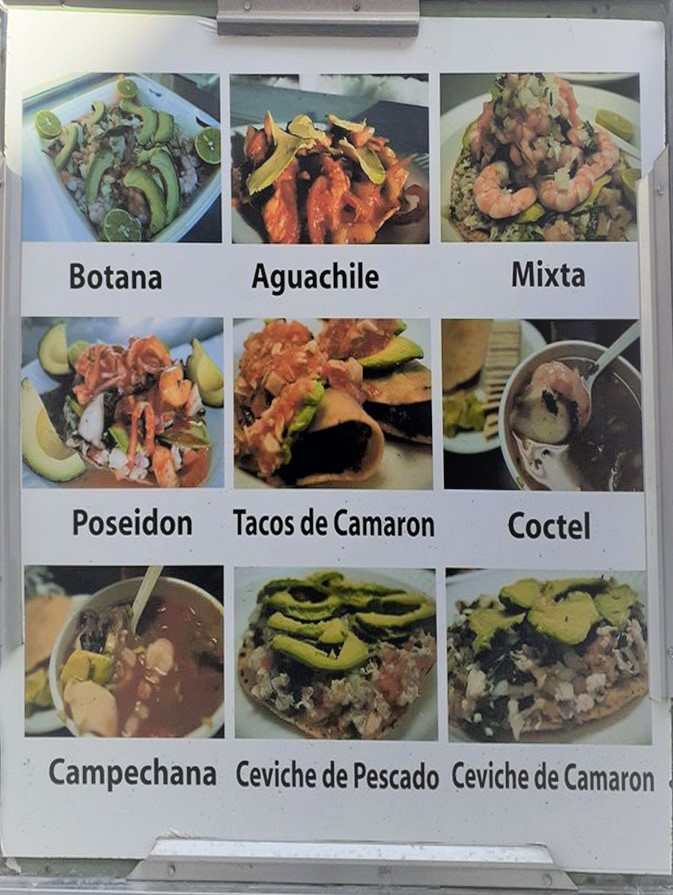 Botana
Aguachile
Mixta
Poseidon
Tacos de Camaron
Coctel
Campechana
Ceviche de Pescado
Ceviche de Camaron